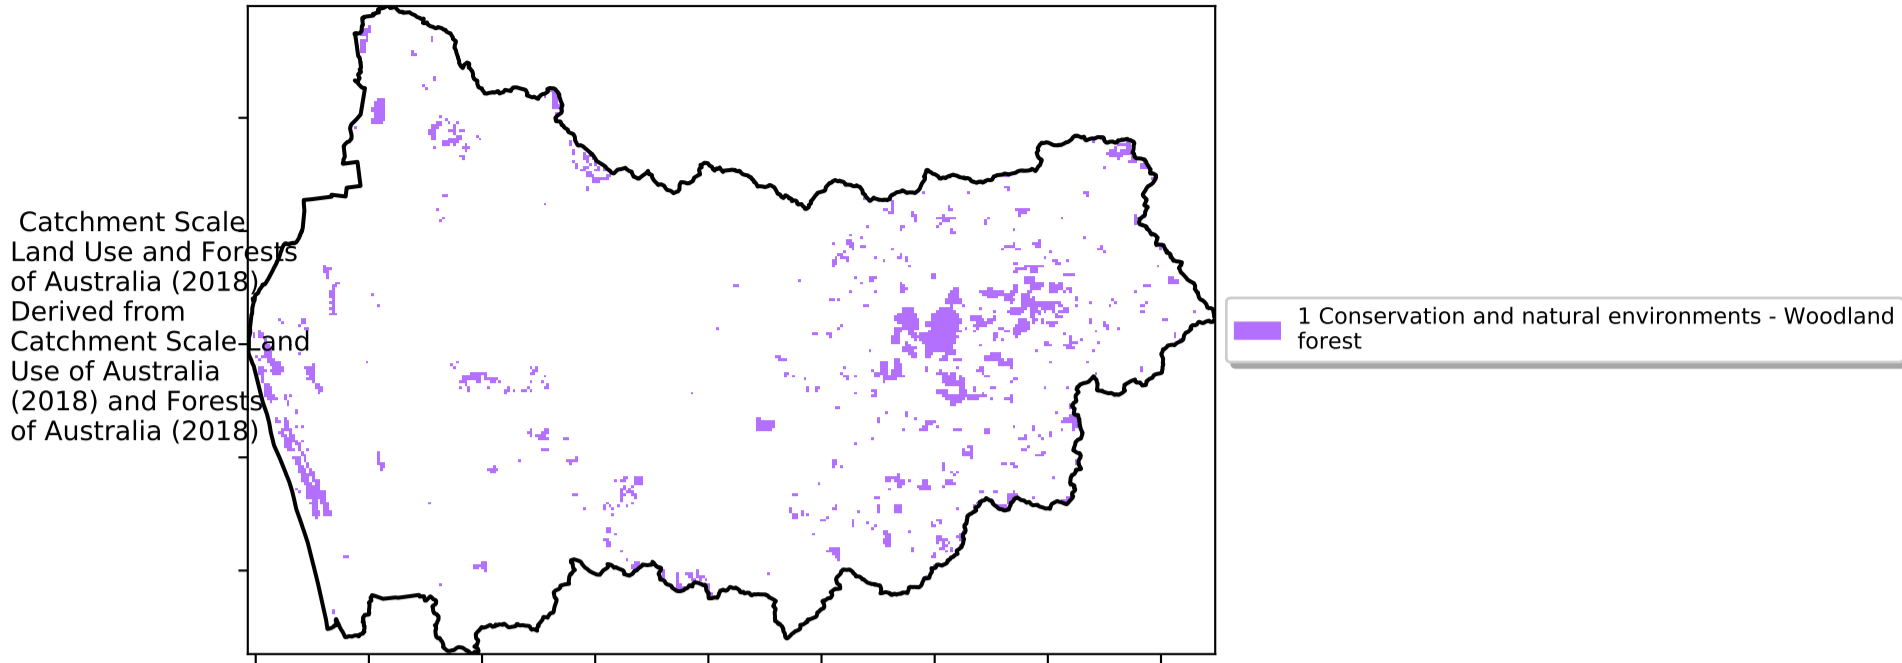 Catchment Scale
Land Use and Forests
of Australia (2018)
Derived from
Catchment Scale Land
Use of Australia
(2018) and Forests
of Australia (2018)
1 Conservation and natural environments - Woodland
forest